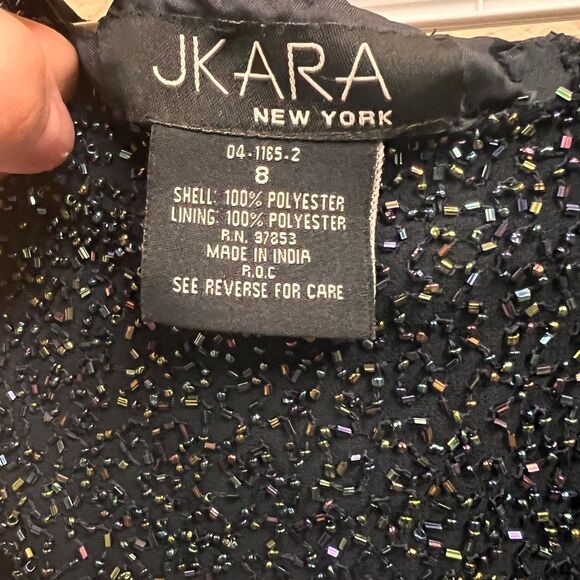 JKARA
NEW YORK
04-1165-2
8
SHELL: 100% POLYESTER
LINING: 100% POLYESTER
R.N. 97853
MADE IN INDIA
R.O.C
SEE REVERSE FOR CARE